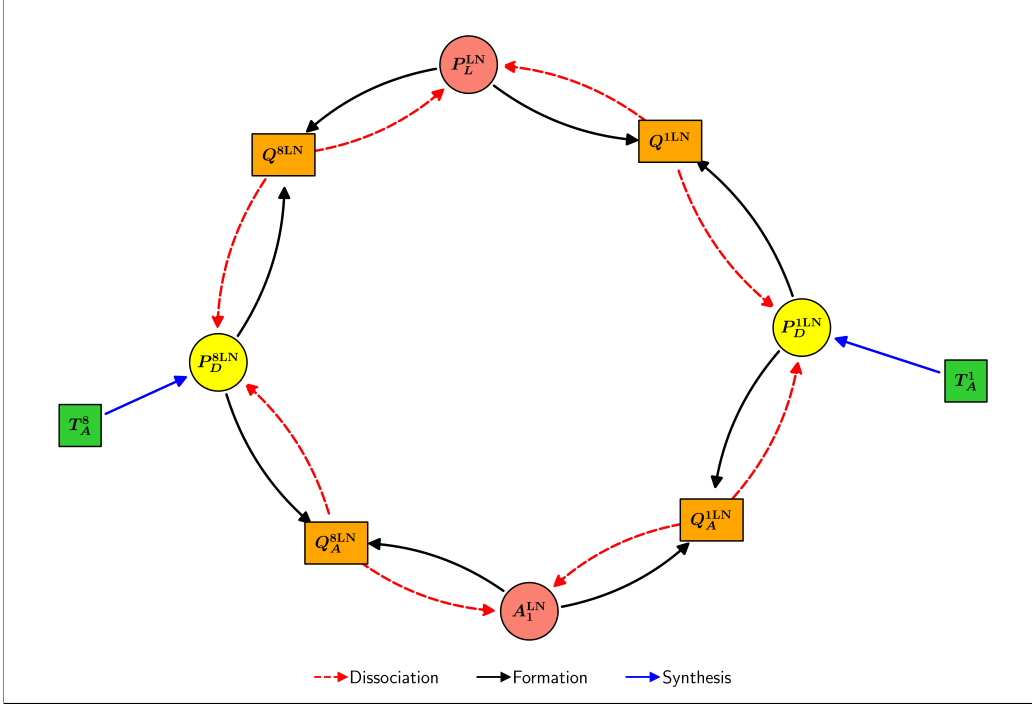 P_L^{LN}
Q^{8LN}
Q^{1LN}
P_D^{1LN}
P_D^{8LN}
T_A^1
T_A^8
Q_A^{1LN}
Q_A^{8LN}
A_1^{LN}
Dissociation Formation Synthesis